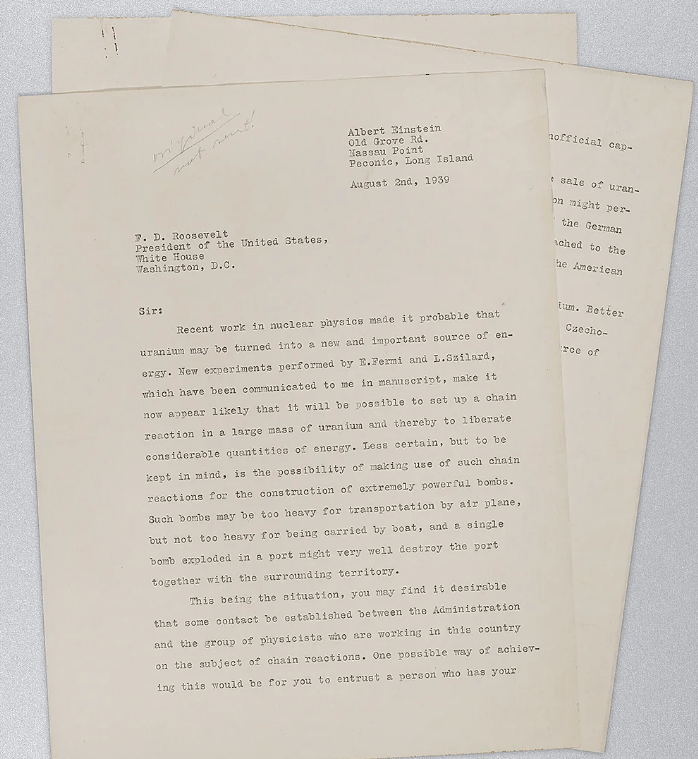 original
not sent!
Albert Einstein
Old Grove Rd.
Nassau Point
Peconic, Long Island
August 2nd, 1939
F. D. Roosevelt
President of the United States,
White House
Washington, D.C.
Sir:
Recent work in nuclear physics made it probable that
uranium may be turned into a new and important source of en-
ergy. New experiments performed by E.Fermi and L.Szilard,
which have been communicated to me in manuscript, make it
now appear likely that it will be possible to set up a chain
reaction in a large mass of uranium and thereby to liberate
considerable quantities of energy. Less certain, but to be
kept in mind, is the possibility of making use of such chain
reactions for the construction of extremely powerful bombs.
Such bombs may be too heavy for transportation by air plane,
but not too heavy for being carried by boat, and a single
bomb exploded in a port might very well destroy the port
together with the surrounding territory.
This being the situation, you may find it desirable
that some contact be established between the Administration
and the group of physicists who are working in this country
on the subject of chain reactions. One possible way of achiev-
ing this would be for you to entrust a person who has your
nofficial cap-
sale of uran-
on might per-
the German
ached to the
he American
ium. Better
Czecho-
rce of